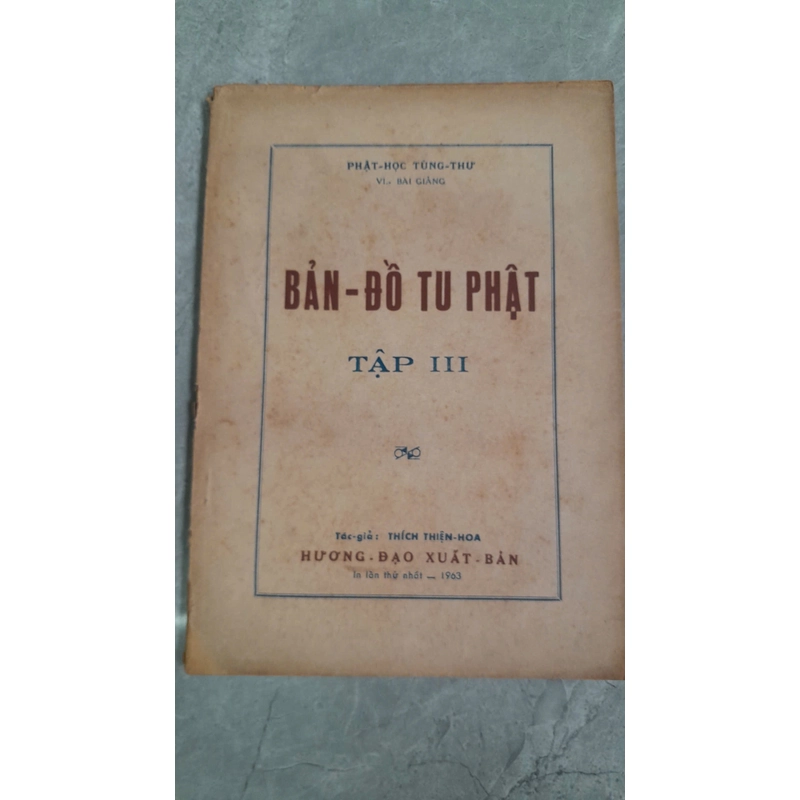 PHẬT-HỌC TÙNG-THƯ
BÀI GIẢNG
BẢN-ĐỒ TU PHẬT
TẬP III
Tác-giả: THÍCH THIỆN-HOA
HƯƠNG-ĐẠO XUẤT-BẢN
In lần thứ nhất — 1963